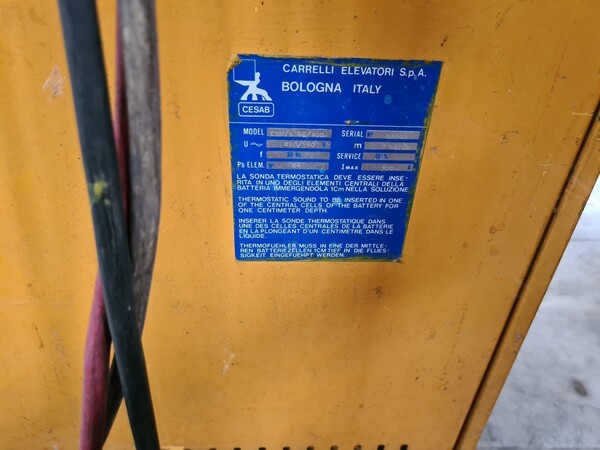 CARRELLI ELEVATORI S.p.A.
BOLOGNA ITALY
CESAB
MODEL SERIAL
U
f SERVICE
Pb ELEM. I MAX
LA SONDA TERMOSTATICA DEVE ESSERE INSE-
RITA IN UNO DEGLI ELEMENTI CENTRALI DELLA
BATTERIA IMMERGENDOLA 1CM NELLA SOLUZIONE.
THERMOSTATIC SOUND TO BE INSERTED IN ONE
OF THE CENTRAL CELLS OF THE BATTERY FOR
ONE CENTIMETER DEPTH.
INSERER LA SONDE THERMOSTATIQUE DANS
UNE DES CELLES CENTRALES DE LA BATTERIE
EN LA PLONGEANT D'UN CENTIMETRE DANS LE
LIQUIDE.
THERMOFUEHLER MUSS IN EINE DER MITTLE-
REN BATTERIEZELLEN 1CM TIEF IN DIE FLUES-
SIGKEIT EINGEFUEHPT WERDEN.